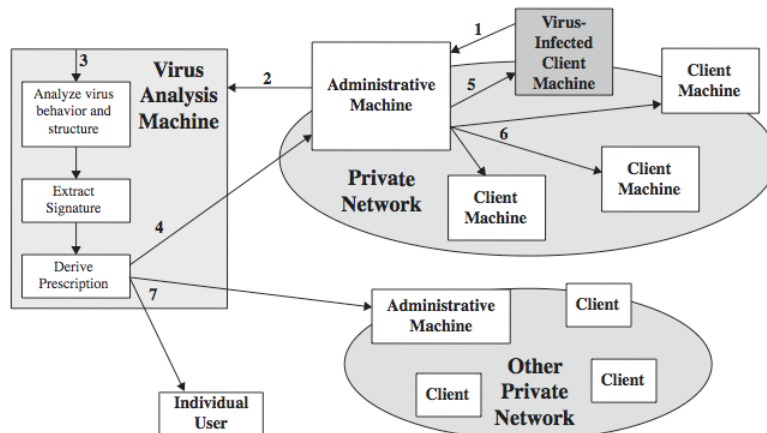 3
Virus
Analysis
Machine
Analyze virus
behavior and
structure
Extract
Signature
Derive
Prescription
2
4
Administrative
Machine
1
Virus-
Infected
Client
Machine
5
6
Client
Machine
Client
Machine
Client
Machine
Private
Network
7
Individual
User
Administrative
Machine
Client
Client
Client
Other
Private
Network